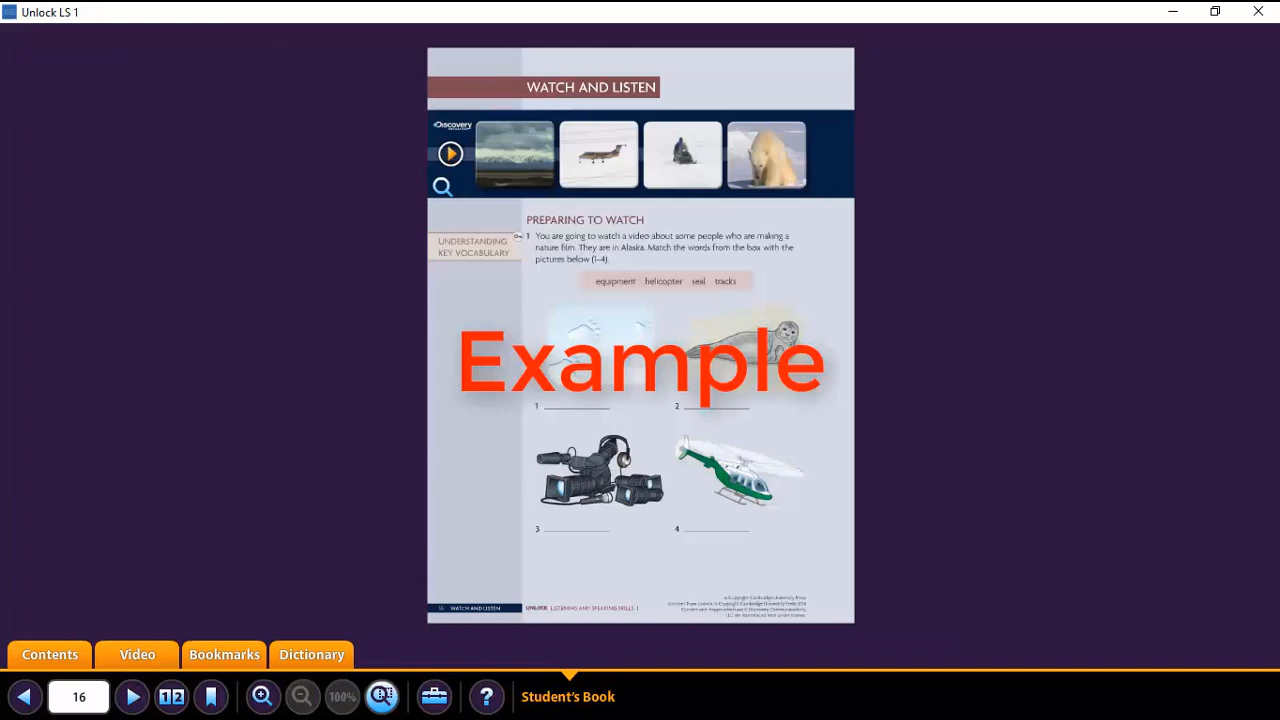 Unlock LS 1
WATCH AND LISTEN
Discovery
PREPARING TO WATCH
UNDERSTANDING
KEY VOCABULARY
1 You are going to watch a video about some people who are making a
nature film. They are in Alaska. Match the words from the box with the
pictures below (1–4).
equipment helicopter seal tracks
Example
1
2
3
4
16 WATCH AND LISTEN
UNLOCK LISTENING AND SPEAKING SKILLS 1
Contents
Video
Bookmarks
Dictionary
16
1 2
100%
?
Student's Book